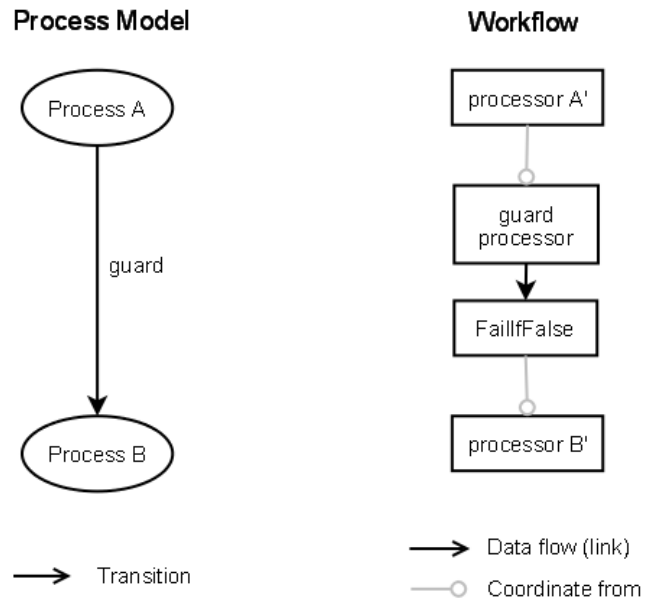 Process Model
Workflow
Process A
processor A'
guard
processor
guard
FailIfFalse
Process B
processor B'
Data flow (link)
Transition
Coordinate from